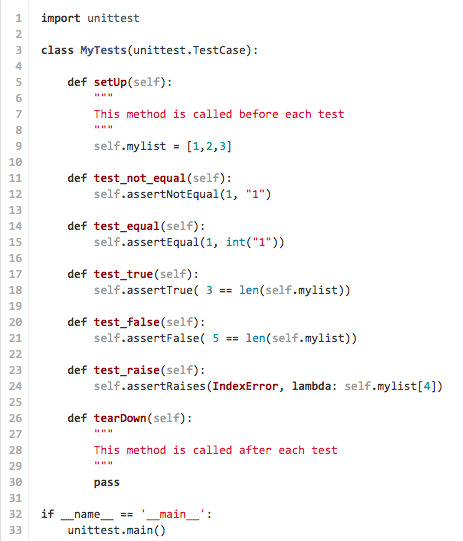 1 import unittest
2
3 class MyTests(unittest.TestCase):
4
5     def setUp(self):
6         """
7         This method is called before each test
8         """
9         self.mylist = [1,2,3]
10
11     def test_not_equal(self):
12         self.assertNotEqual(1, "1")
13
14     def test_equal(self):
15         self.assertEqual(1, int("1"))
16
17     def test_true(self):
18         self.assertTrue( 3 == len(self.mylist))
19
20     def test_false(self):
21         self.assertFalse( 5 == len(self.mylist))
22
23     def test_raise(self):
24         self.assertRaises(IndexError, lambda: self.mylist[4])
25
26     def tearDown(self):
27         """
28         This method is called after each test
29         """
30         pass
31
32 if __name__ == '__main__':
33     unittest.main()